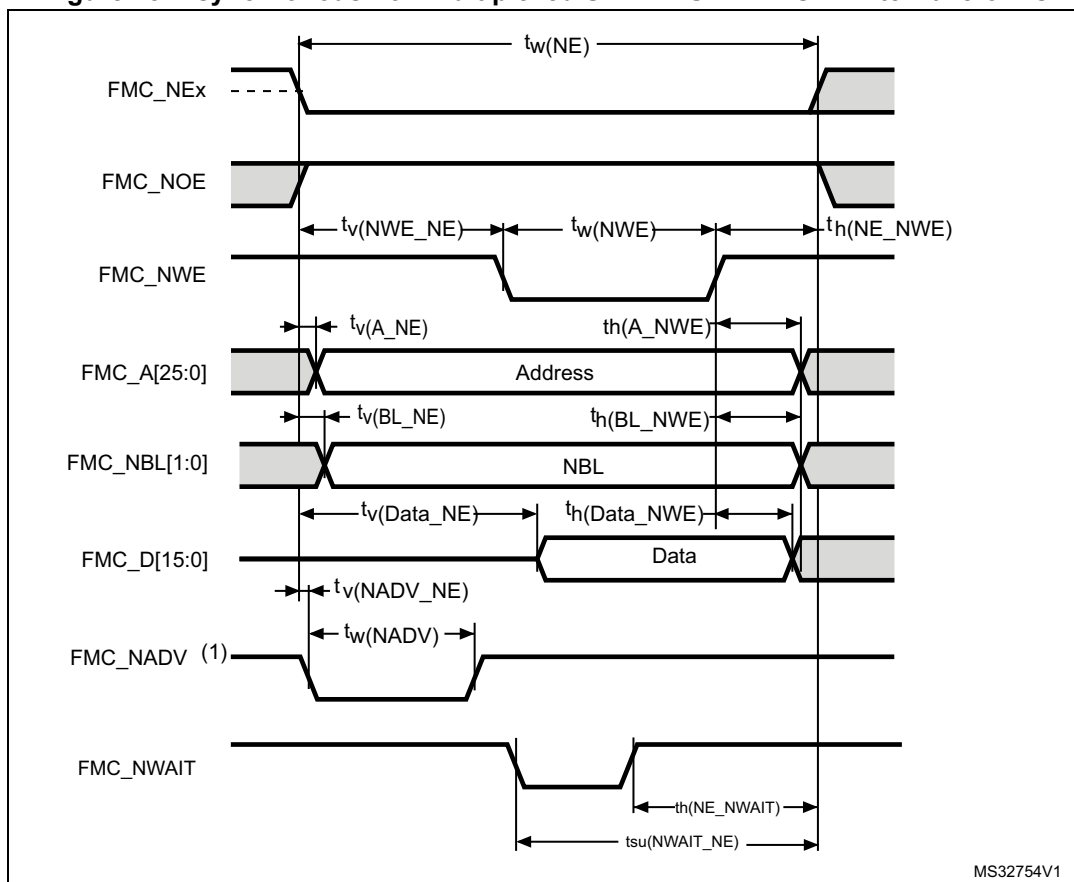 tw(NE)
FMC_NEx
FMC_NOE
tv(NWE_NE) tw(NWE) th(NE_NWE)
FMC_NWE
tv(A_NE) th(A_NWE)
FMC_A[25:0] Address
tv(BL_NE) th(BL_NWE)
FMC_NBL[1:0] NBL
tv(Data_NE) th(Data_NWE)
FMC_D[15:0] Data
tv(NADV_NE)
tw(NADV)
FMC_NADV (1)
FMC_NWAIT
th(NE_NWAIT)
tsu(NWAIT_NE)
MS32754V1